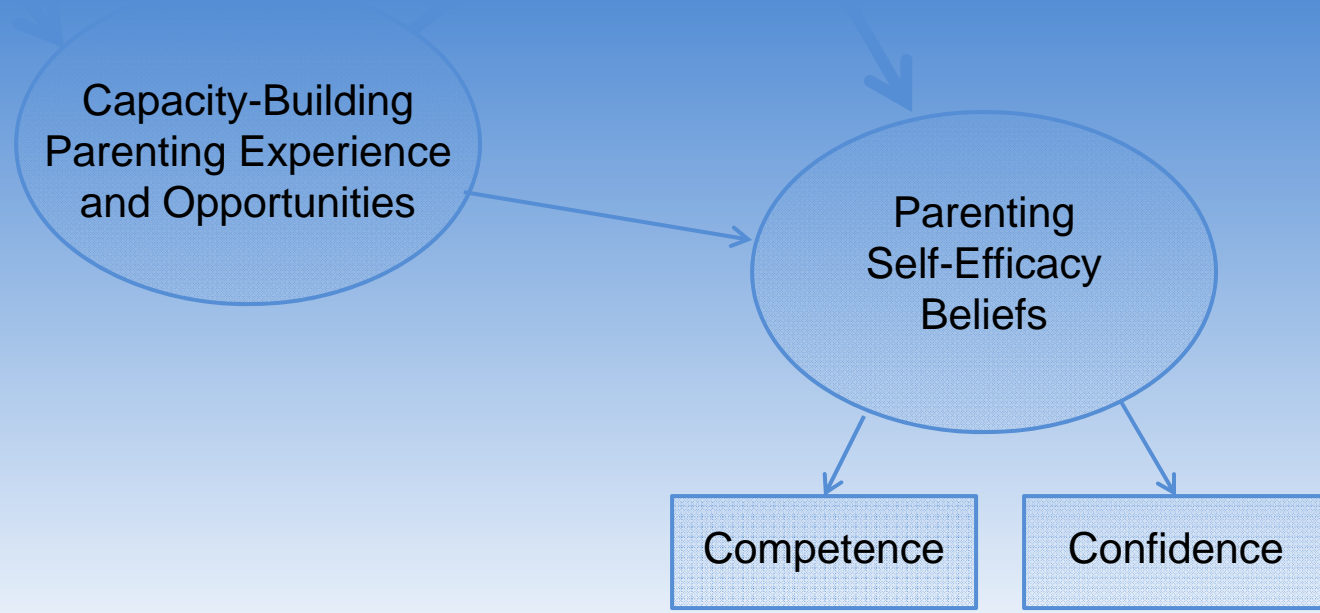 Capacity-Building
Parenting Experience
and Opportunities
Parenting
Self-Efficacy
Beliefs
Competence
Confidence